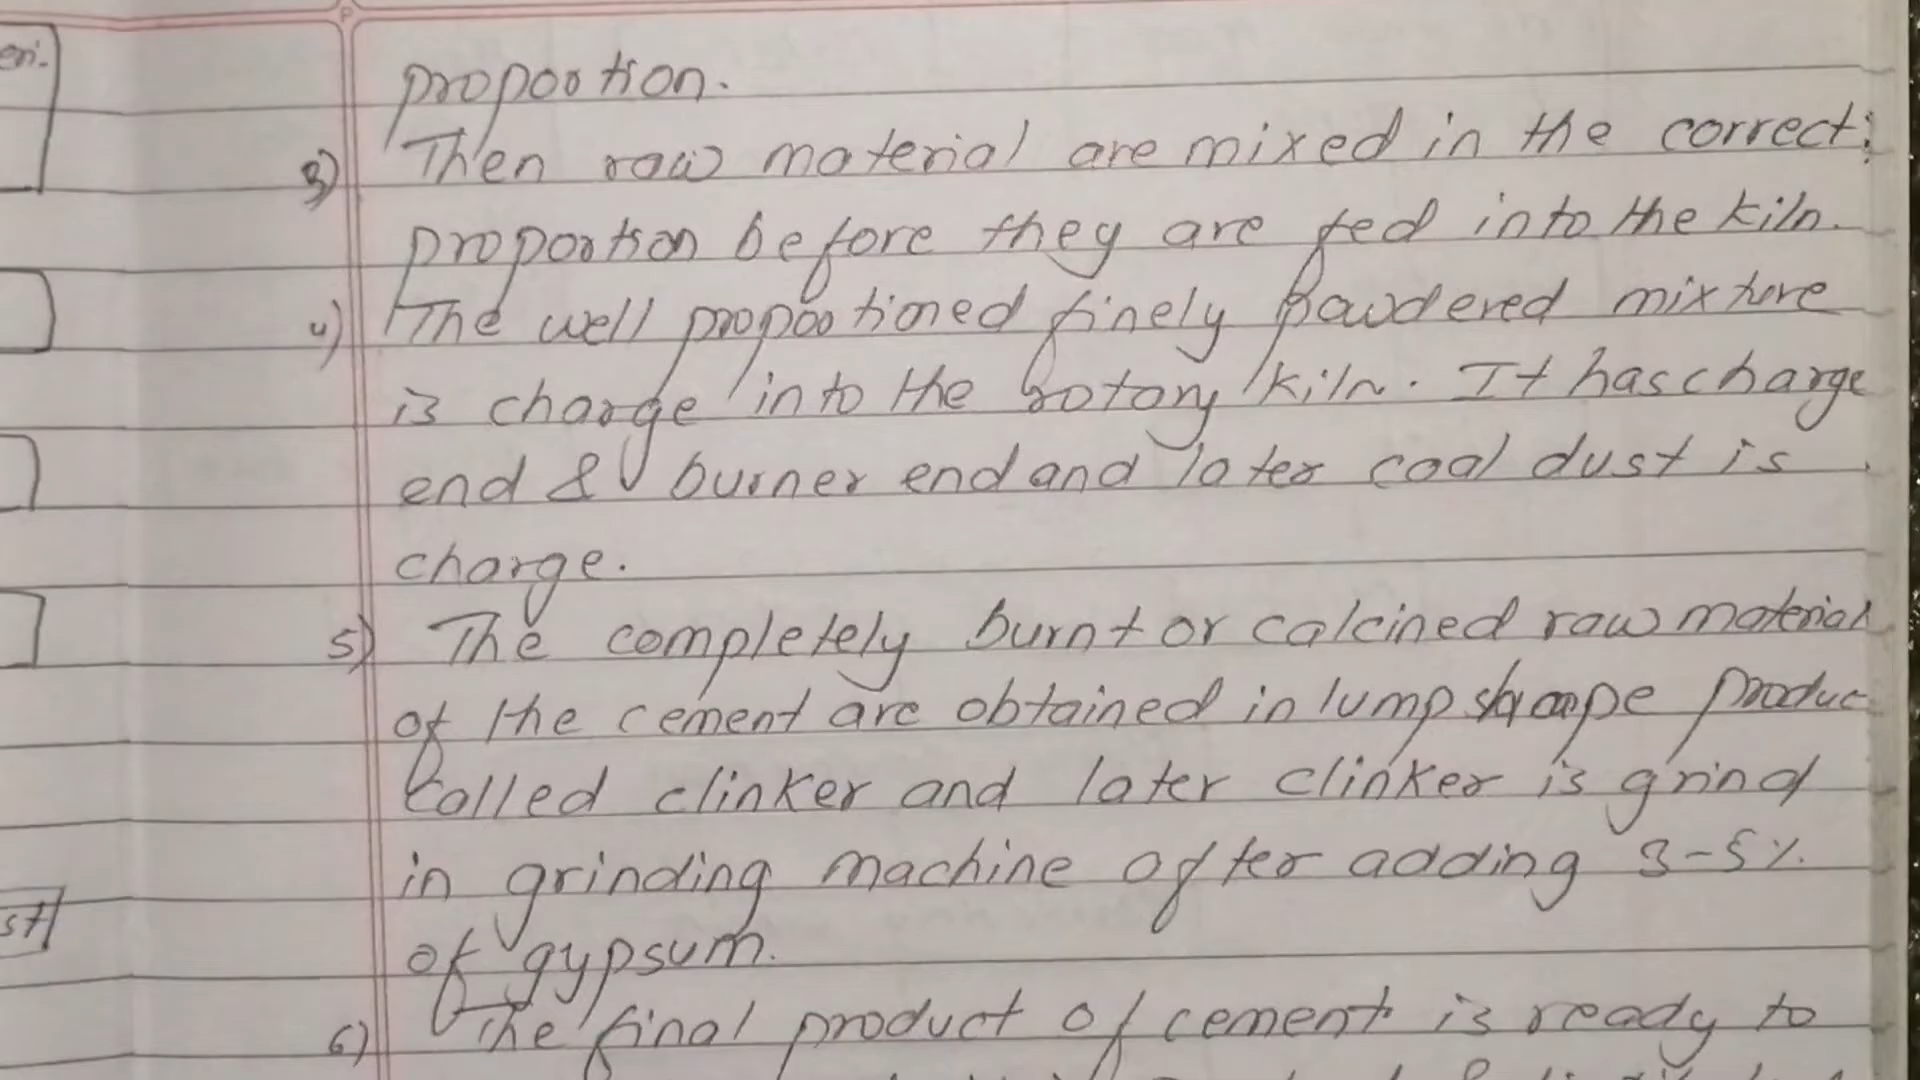 eri-
proportion.
3) Then raw material are mixed in the correct
proportion before they are fed into the kiln.
4) The well proportioned finely powdered mixture
is charge into the rotary kiln. It has charge
end & burner end and later coal dust is
charge.
5) The completely burnt or calcined raw material
of the cement are obtained in lump shape produc
called clinker and later clinker is grind
in grinding machine after adding 3-5%.
of gypsum.
st
6) The final product of cement is ready to